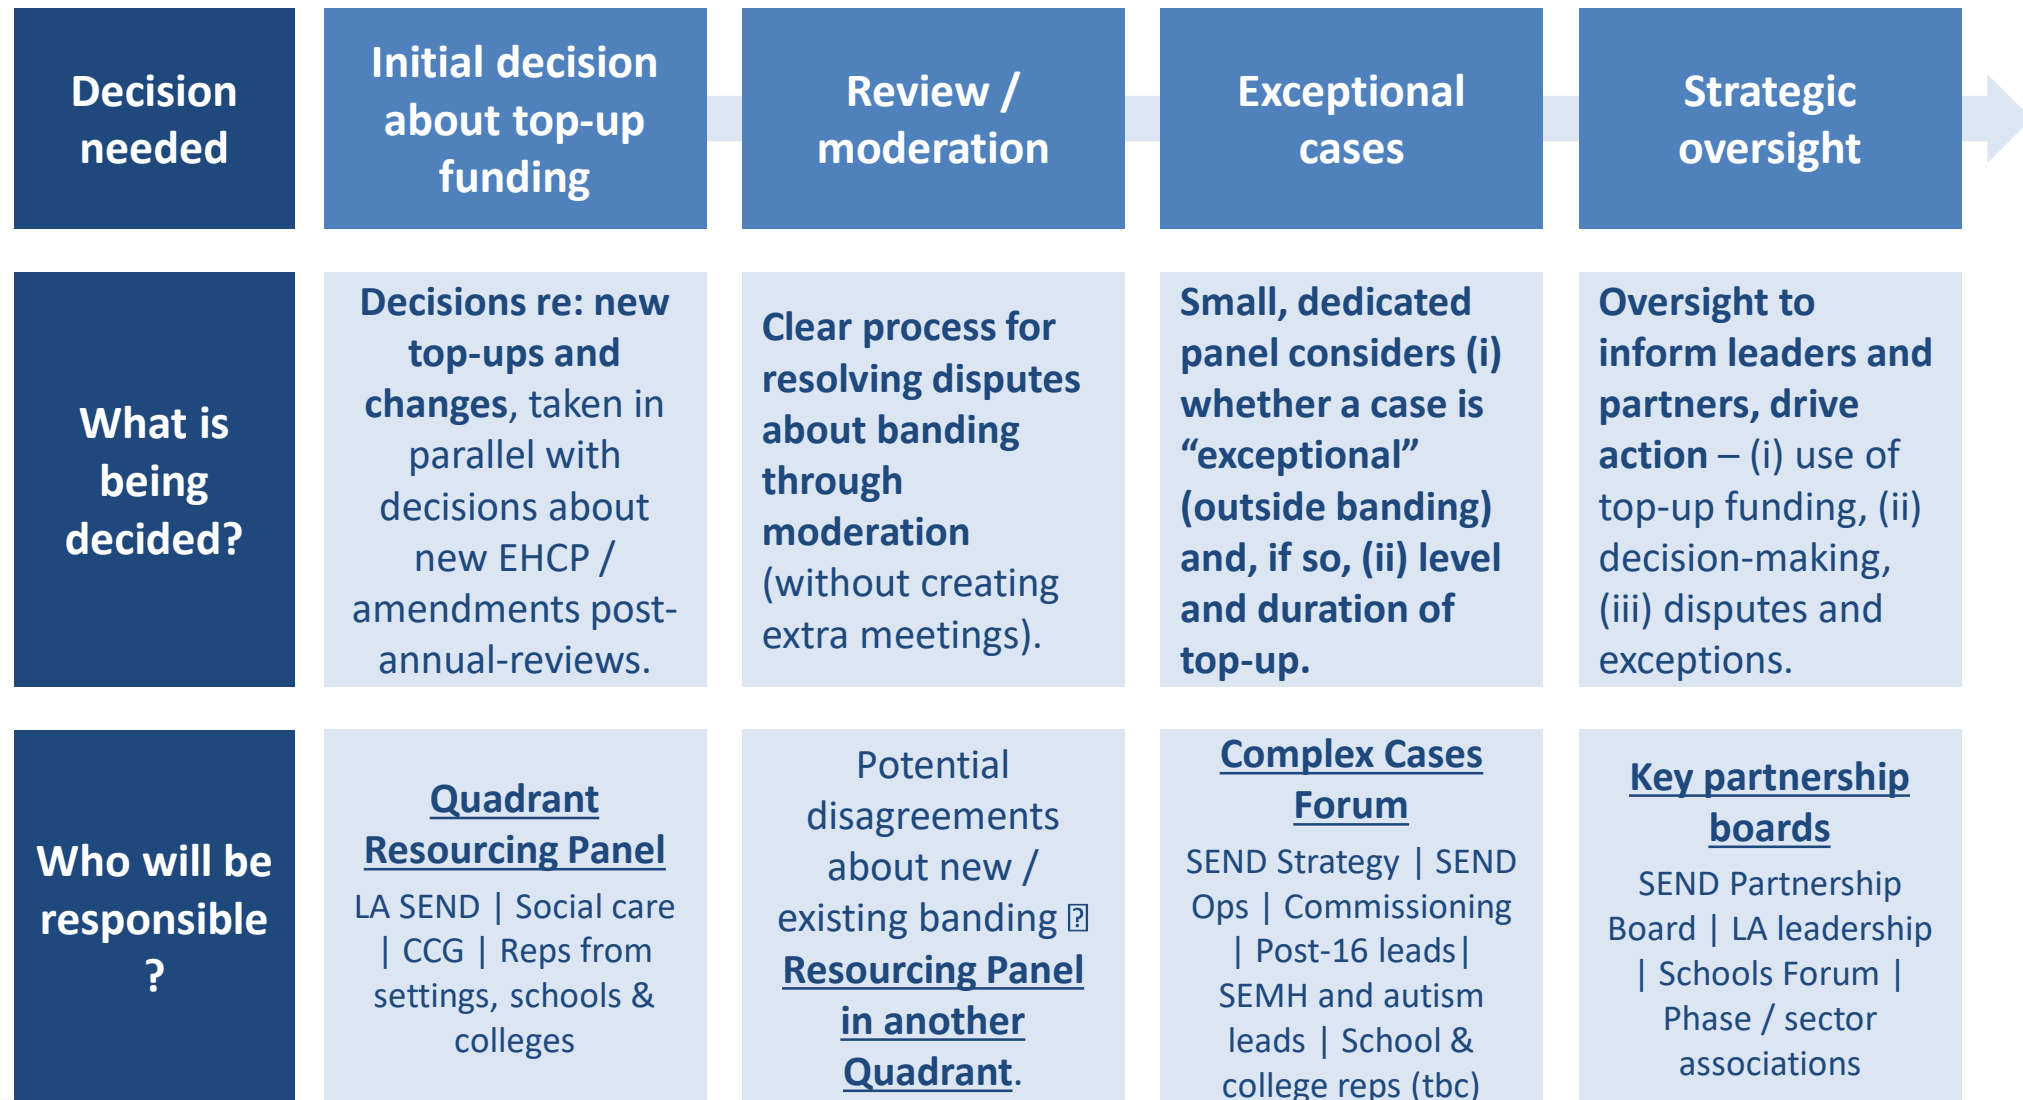 Decision
needed
Initial decision
about top-up
funding
Review /
moderation
Exceptional
cases
Strategic
oversight
What is
being
decided?
Decisions re: new
top-ups and
changes, taken in
parallel with
decisions about
new EHCP /
amendments post-
annual-reviews.
Clear process for
resolving disputes
about banding
through
moderation
(without creating
extra meetings).
Small, dedicated
panel considers (i)
whether a case is
“exceptional”
(outside banding)
and, if so, (ii) level
and duration of
top-up.
Oversight to
inform leaders and
partners, drive
action – (i) use of
top-up funding, (ii)
decision-making,
(iii) disputes and
exceptions.
Who will be
responsible
?
Quadrant
Resourcing Panel
LA SEND | Social care
| CCG | Reps from
settings, schools &
colleges
Potential
disagreements
about new /
existing banding ⍰
Resourcing Panel
in another
Quadrant.
Complex Cases
Forum
SEND Strategy | SEND
Ops | Commissioning
| Post-16 leads|
SEMH and autism
leads | School &
college reps (tbc)
Key partnership
boards
SEND Partnership
Board | LA leadership
| Schools Forum |
Phase / sector
associations